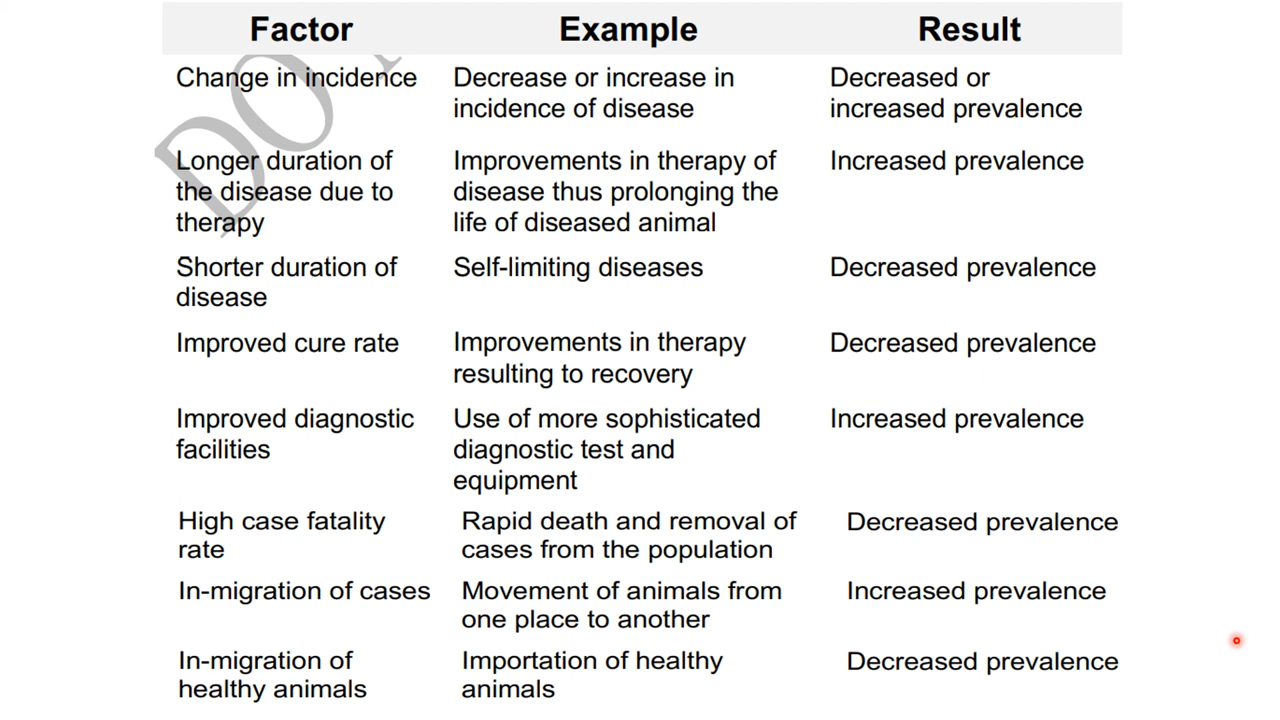 Factor Example Result
Change in incidence Decrease or increase in Decreased or
incidence of disease increased prevalence
Longer duration of Improvements in therapy of Increased prevalence
the disease due to disease thus prolonging the
therapy life of diseased animal
Shorter duration of Self-limiting diseases Decreased prevalence
disease
Improved cure rate Improvements in therapy Decreased prevalence
resulting to recovery
Improved diagnostic Use of more sophisticated Increased prevalence
facilities diagnostic test and
equipment
High case fatality Rapid death and removal of Decreased prevalence
rate cases from the population
In-migration of cases Movement of animals from Increased prevalence
one place to another
In-migration of Importation of healthy Decreased prevalence
healthy animals animals
DO